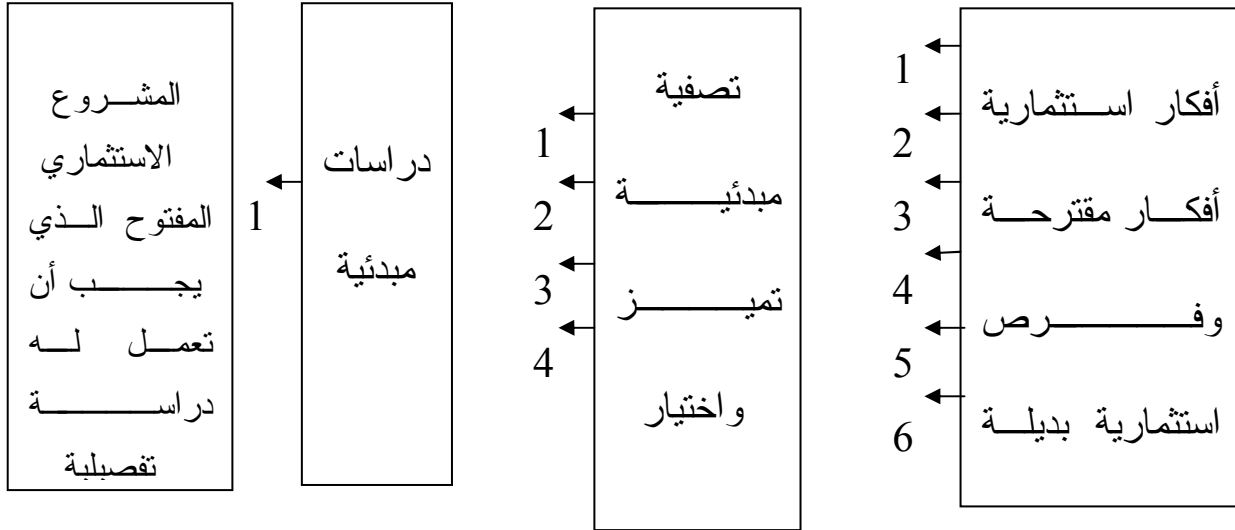 أفكار استثمارية
أفكار مقترحة
وفرص
استثمارية بديلة
1
2
3
4
5
6
تصفية
مبدئية
تميز
واختيار
1
2
3
4
دراسات
مبدئية
1
المشروع
الاستثماري
المفتوح الذي
يجب أن
تعمل له
دراسة
تفصيلية